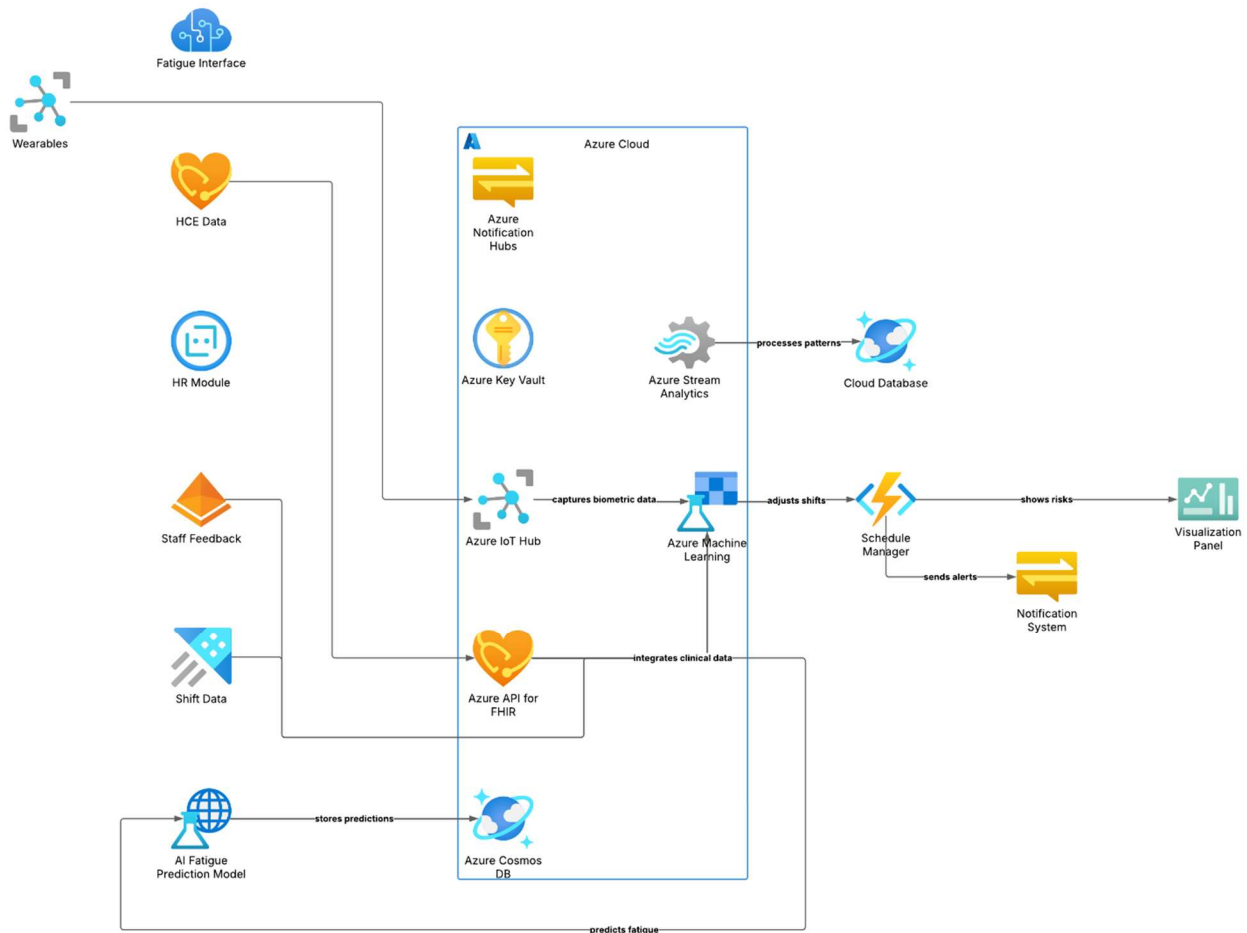 Fatigue Interface
Wearables
Azure Cloud
HCE Data
Azure
Notification
Hubs
HR Module
Azure Key Vault
Azure Stream
Analytics
processes patterns
Cloud Database
Staff Feedback
Azure IoT Hub
captures biometric data
Azure Machine
Learning
adjusts shifts
Schedule
Manager
shows risks
Visualization
Panel
sends alerts
Notification
System
Shift Data
Azure API for
FHIR
integrates clinical data
AI Fatigue
Prediction Model
stores predictions
Azure Cosmos
DB
predicts fatigue